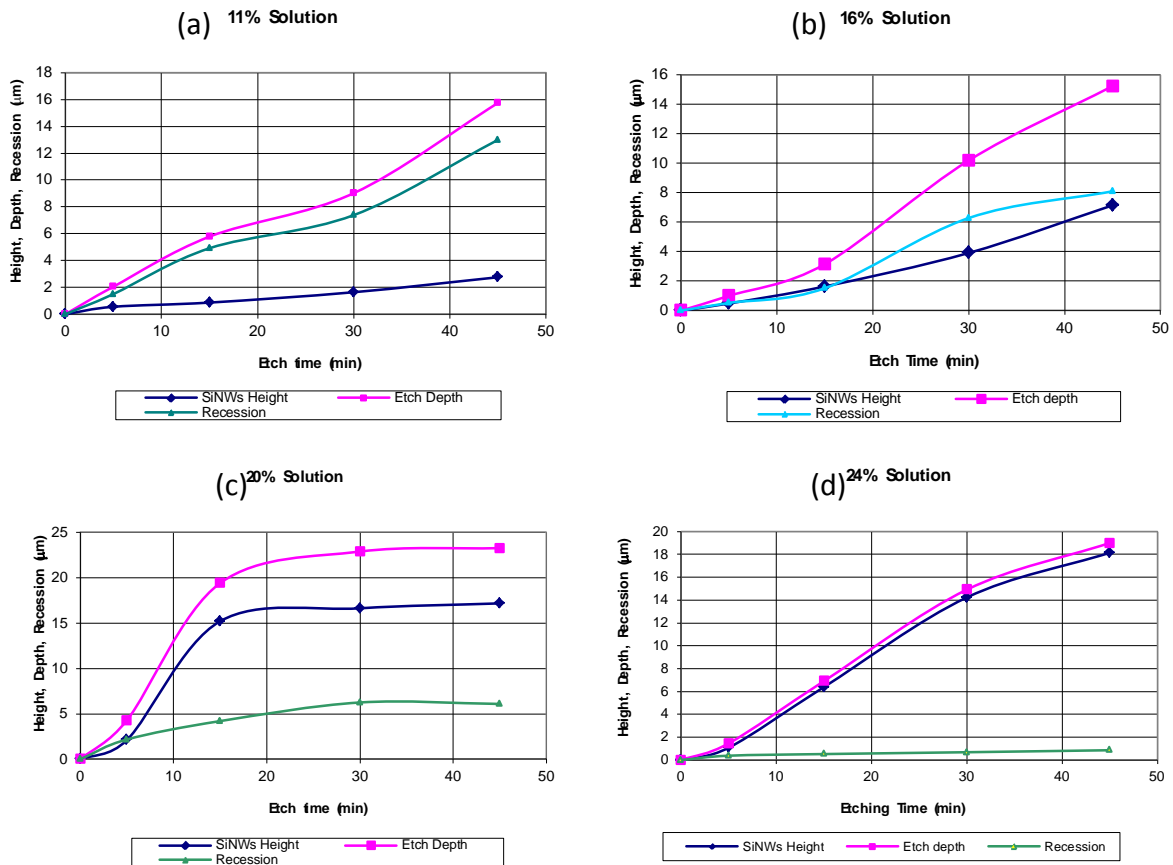 (a) 11% Solution
Height, Depth, Recession (µm)
18
16
14
12
10
8
6
4
2
0
0 10 20 30 40 50
Etch time (min)
SiNWs Height Etch Depth
Recession
(b) 16% Solution
Height, Depth, Recession (µm)
16
14
12
10
8
6
4
2
0
0 10 20 30 40 50
Etch Time (min)
SiNWs Height Etch depth
Recession
(c) 20% Solution
Height, Depth, Recession (µm)
25
20
15
10
5
0
0 10 20 30 40 50
Etch time (min)
SiNWs Height Etch Depth
Recession
(d) 24% Solution
Height, Depth, Recession (µm)
20
18
16
14
12
10
8
6
4
2
0
0 10 20 30 40 50
Etching Time (min)
SiNWs Height Etch depth Recession